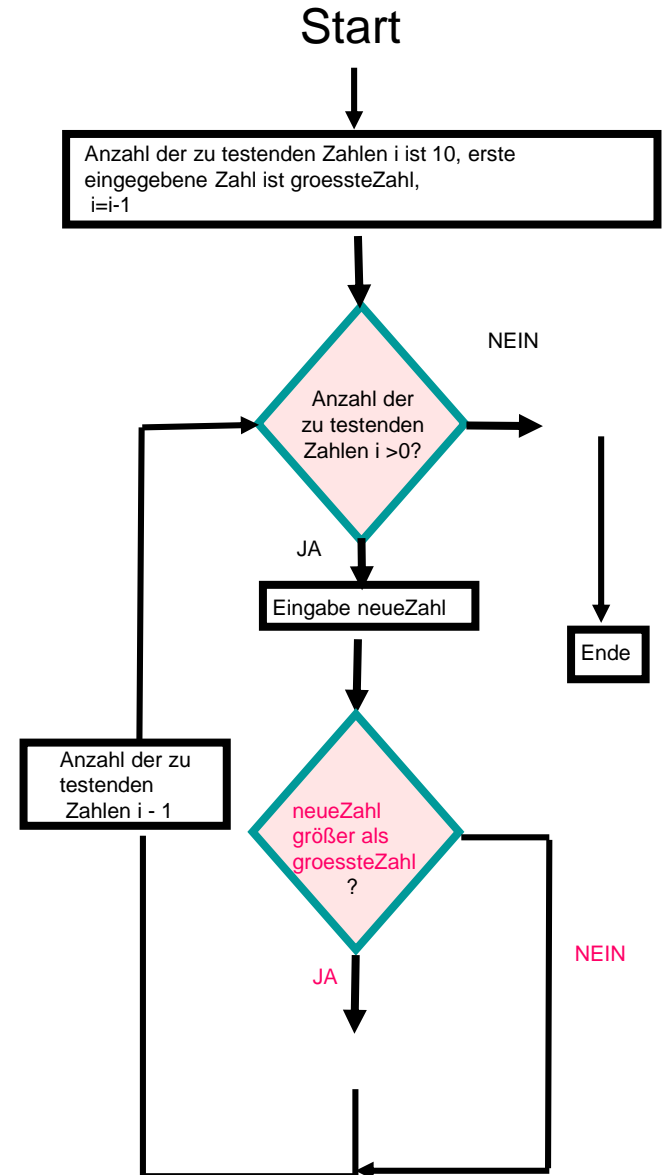 Start
Anzahl der zu testenden Zahlen i ist 10, erste
eingegebene Zahl ist groessteZahl,
i=i-1
NEIN
Anzahl der
zu testenden
Zahlen i >0?
JA
Eingabe neueZahl
Ende
Anzahl der zu
testenden
Zahlen i - 1
neueZahl
größer als
groessteZahl
?
NEIN
JA